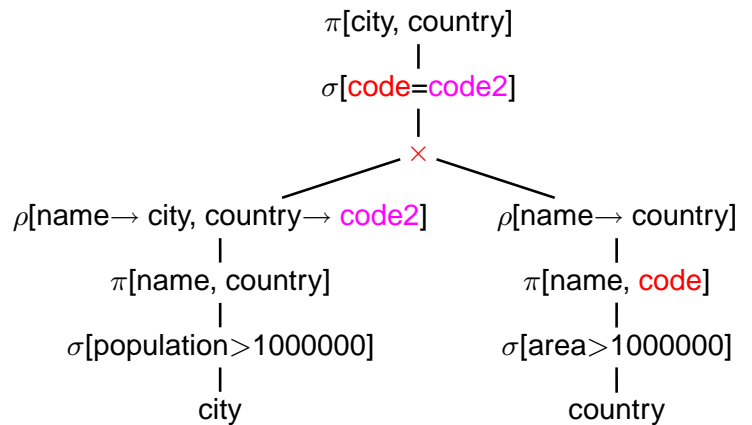 π[city, country]
σ[code=code2]
×
ρ[name→ city, country→ code2] ρ[name→ country]
π[name, country] π[name, code]
σ[population>1000000] σ[area>1000000]
city country